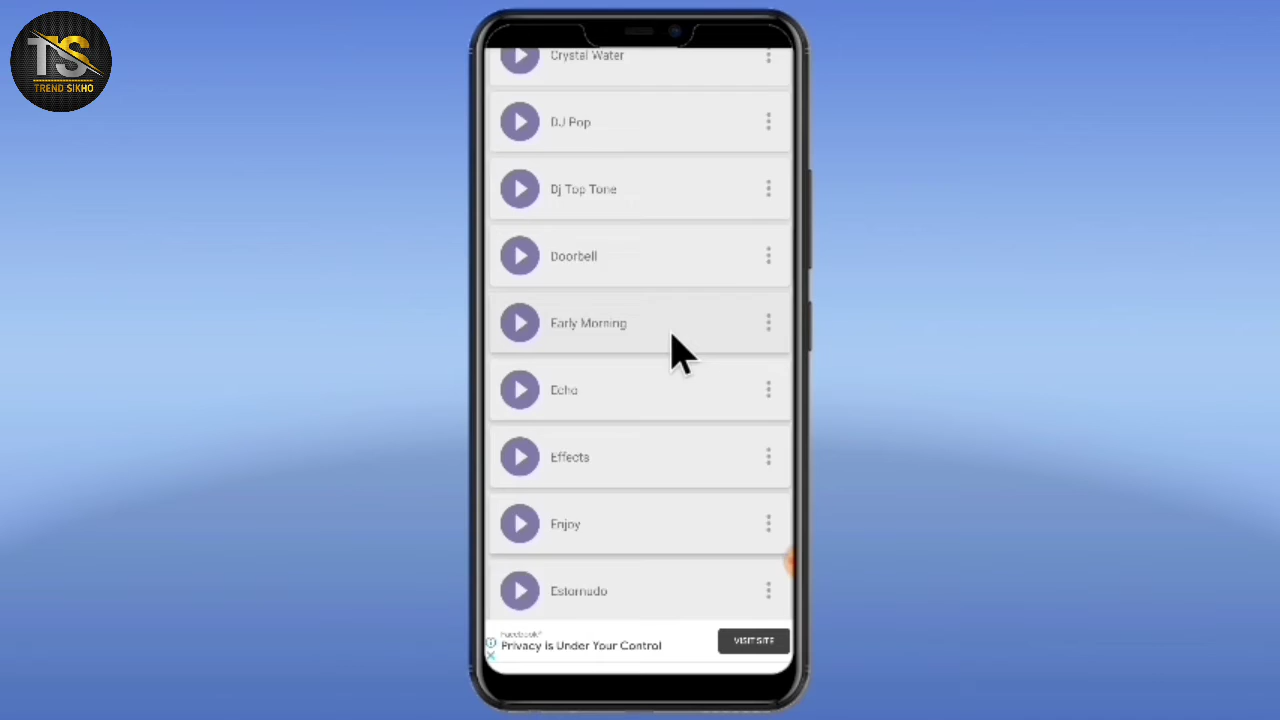 TS
TREND SIKHO
Crystal Water
DJ Pop
Dj Top Tone
Doorbell
Early Morning
Echo
Effects
Enjoy
Estornudo
Facebook®
Privacy is Under Your Control
VISIT SITE